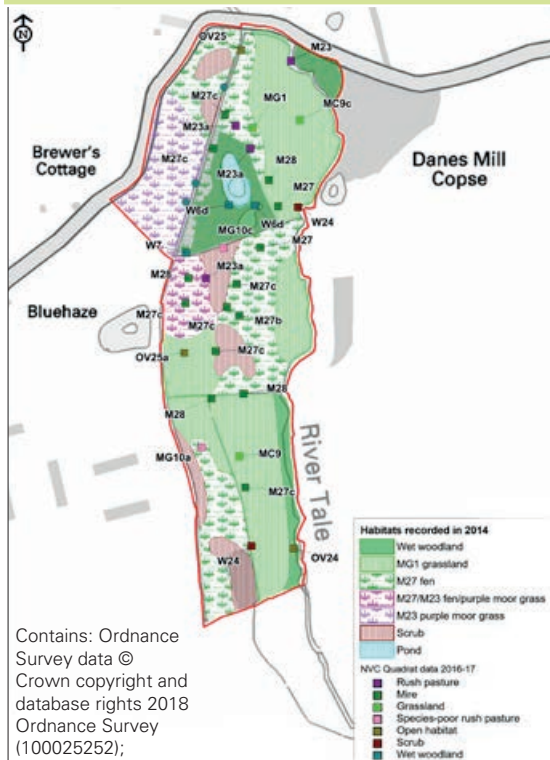 N
OV25
M23
M27c
MG1
MC9c
M23a
Brewer's
Cottage
M27c
M28
M23a
Danes Mill
Copse
M27
W6d
W6d
W24
MG10c
M27
W7
M23a
M28
M27c
Bluehaze
M27c
M27b
M27c
OV25a
M27c
M28
M28
River Tale
MG10a
MC9
M27c
OV24
W24
Habitats recorded in 2014
Wet woodland
MG1 grassland
M27 fen
M27/M23 fen/purple moor grass
M23 purple moor grass
Scrub
Pond
NVC Quadrat data 2016-17
Rush pasture
Mire
Grassland
Species-poor rush pasture
Open habitat
Scrub
Wet woodland
Contains: Ordnance
Survey data ©
Crown copyright and
database rights 2018
Ordnance Survey
(100025252);